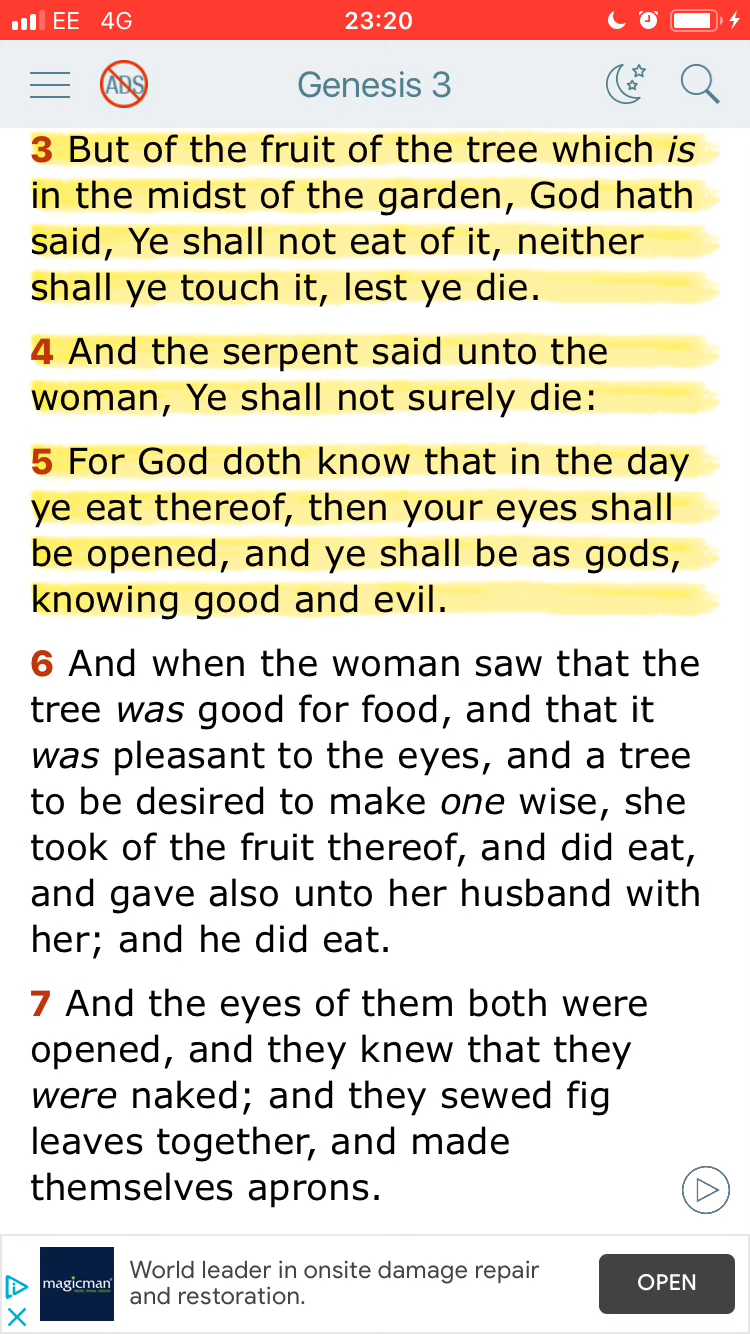 EE 4G 23:20
ADS Genesis 3
3 But of the fruit of the tree which is
in the midst of the garden, God hath
said, Ye shall not eat of it, neither
shall ye touch it, lest ye die.
4 And the serpent said unto the
woman, Ye shall not surely die:
5 For God doth know that in the day
ye eat thereof, then your eyes shall
be opened, and ye shall be as gods,
knowing good and evil.
6 And when the woman saw that the
tree was good for food, and that it
was pleasant to the eyes, and a tree
to be desired to make one wise, she
took of the fruit thereof, and did eat,
and gave also unto her husband with
her; and he did eat.
7 And the eyes of them both were
opened, and they knew that they
were naked; and they sewed fig
leaves together, and made
themselves aprons.
magicman
World leader in onsite damage repair
and restoration.
OPEN